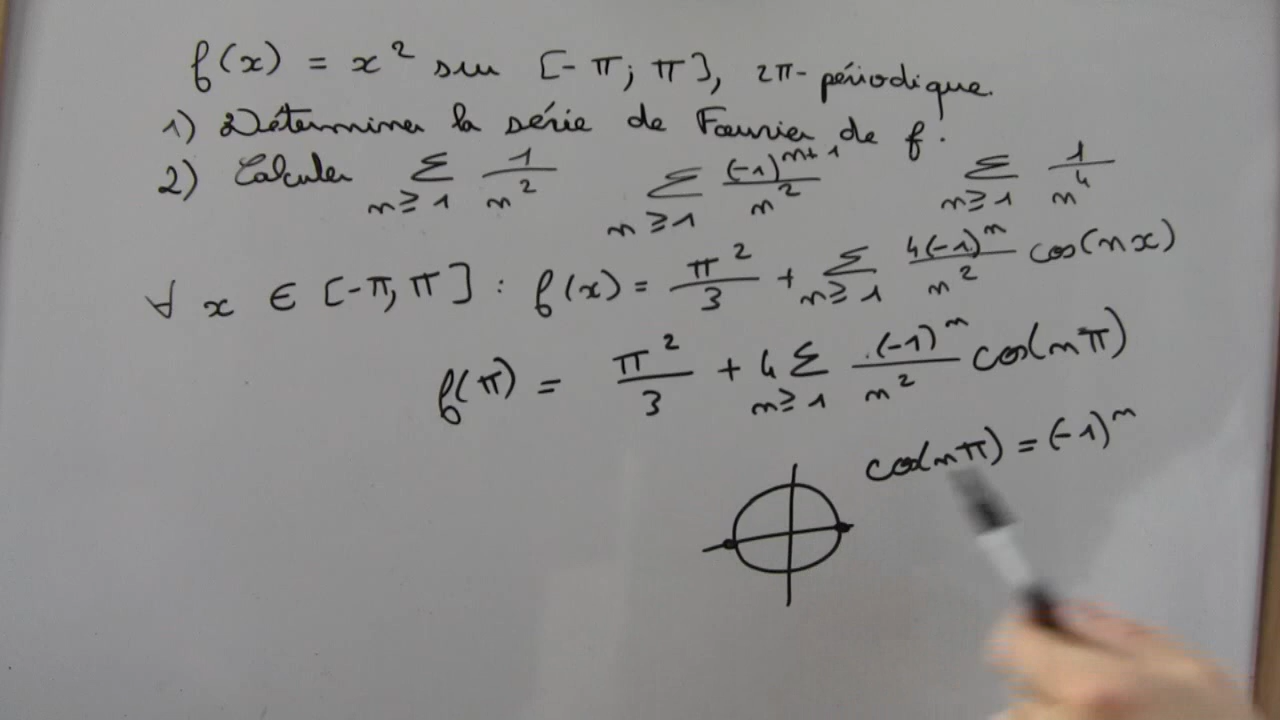 f(x) = x² sur [-π; π], 2π-périodique.
1) Déterminer la série de Fourier de f.
2) Calculer Σ_{n≥1} 1/n² Σ_{n≥1} (-1)^{n+1}/n² Σ_{n≥1} 1/n⁴
∀ x ∈ [-π, π] : f(x) = π²/3 + Σ_{n≥1} 4(-1)^n/n² cos(nx)
f(π) = π²/3 + 4 Σ_{n≥1} (-1)^n/n² cos(nπ)
cos(nπ) = (-1)^n